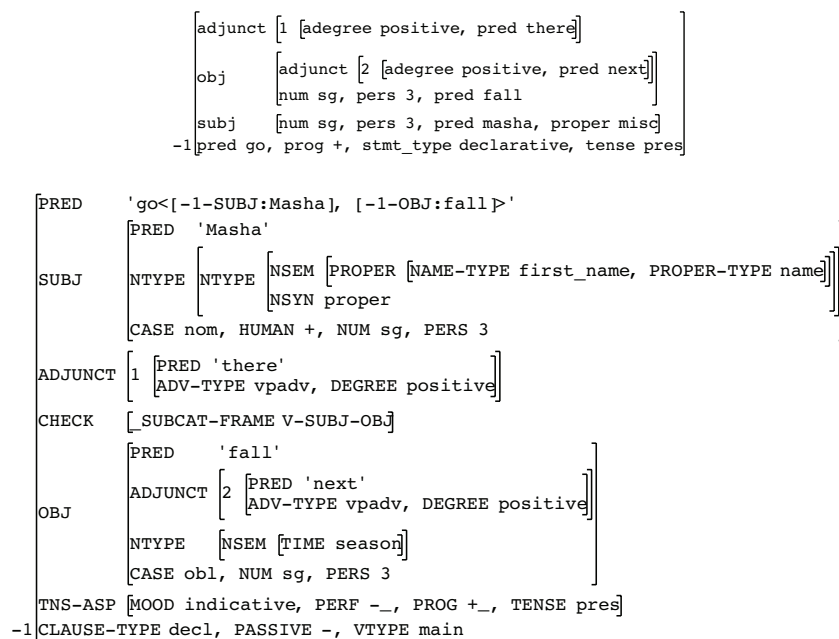 adjunct [1 [adegree positive, pred there]]
obj [adjunct [2 [adegree positive, pred next]]
num sg, pers 3, pred fall]
subj [num sg, pers 3, pred masha, proper misc]
-1[pred go, prog +, stmt_type declarative, tense pres]
PRED 'go<[-1-SUBJ:Masha], [-1-OBJ:fall]>'
PRED 'Masha'
SUBJ NTYPE [NTYPE [NSEM [PROPER [NAME-TYPE first_name, PROPER-TYPE name]]
NSYN proper]]
CASE nom, HUMAN +, NUM sg, PERS 3
ADJUNCT [1 [PRED 'there'
ADV-TYPE vpadv, DEGREE positive]]
CHECK [_SUBCAT-FRAME V-SUBJ-OBJ]
PRED 'fall'
ADJUNCT [2 [PRED 'next'
ADV-TYPE vpadv, DEGREE positive]]
OBJ
NTYPE [NSEM [TIME season]]
CASE obl, NUM sg, PERS 3
TNS-ASP [MOOD indicative, PERF -_, PROG +_, TENSE pres]
-1[CLAUSE-TYPE decl, PASSIVE -, VTYPE main